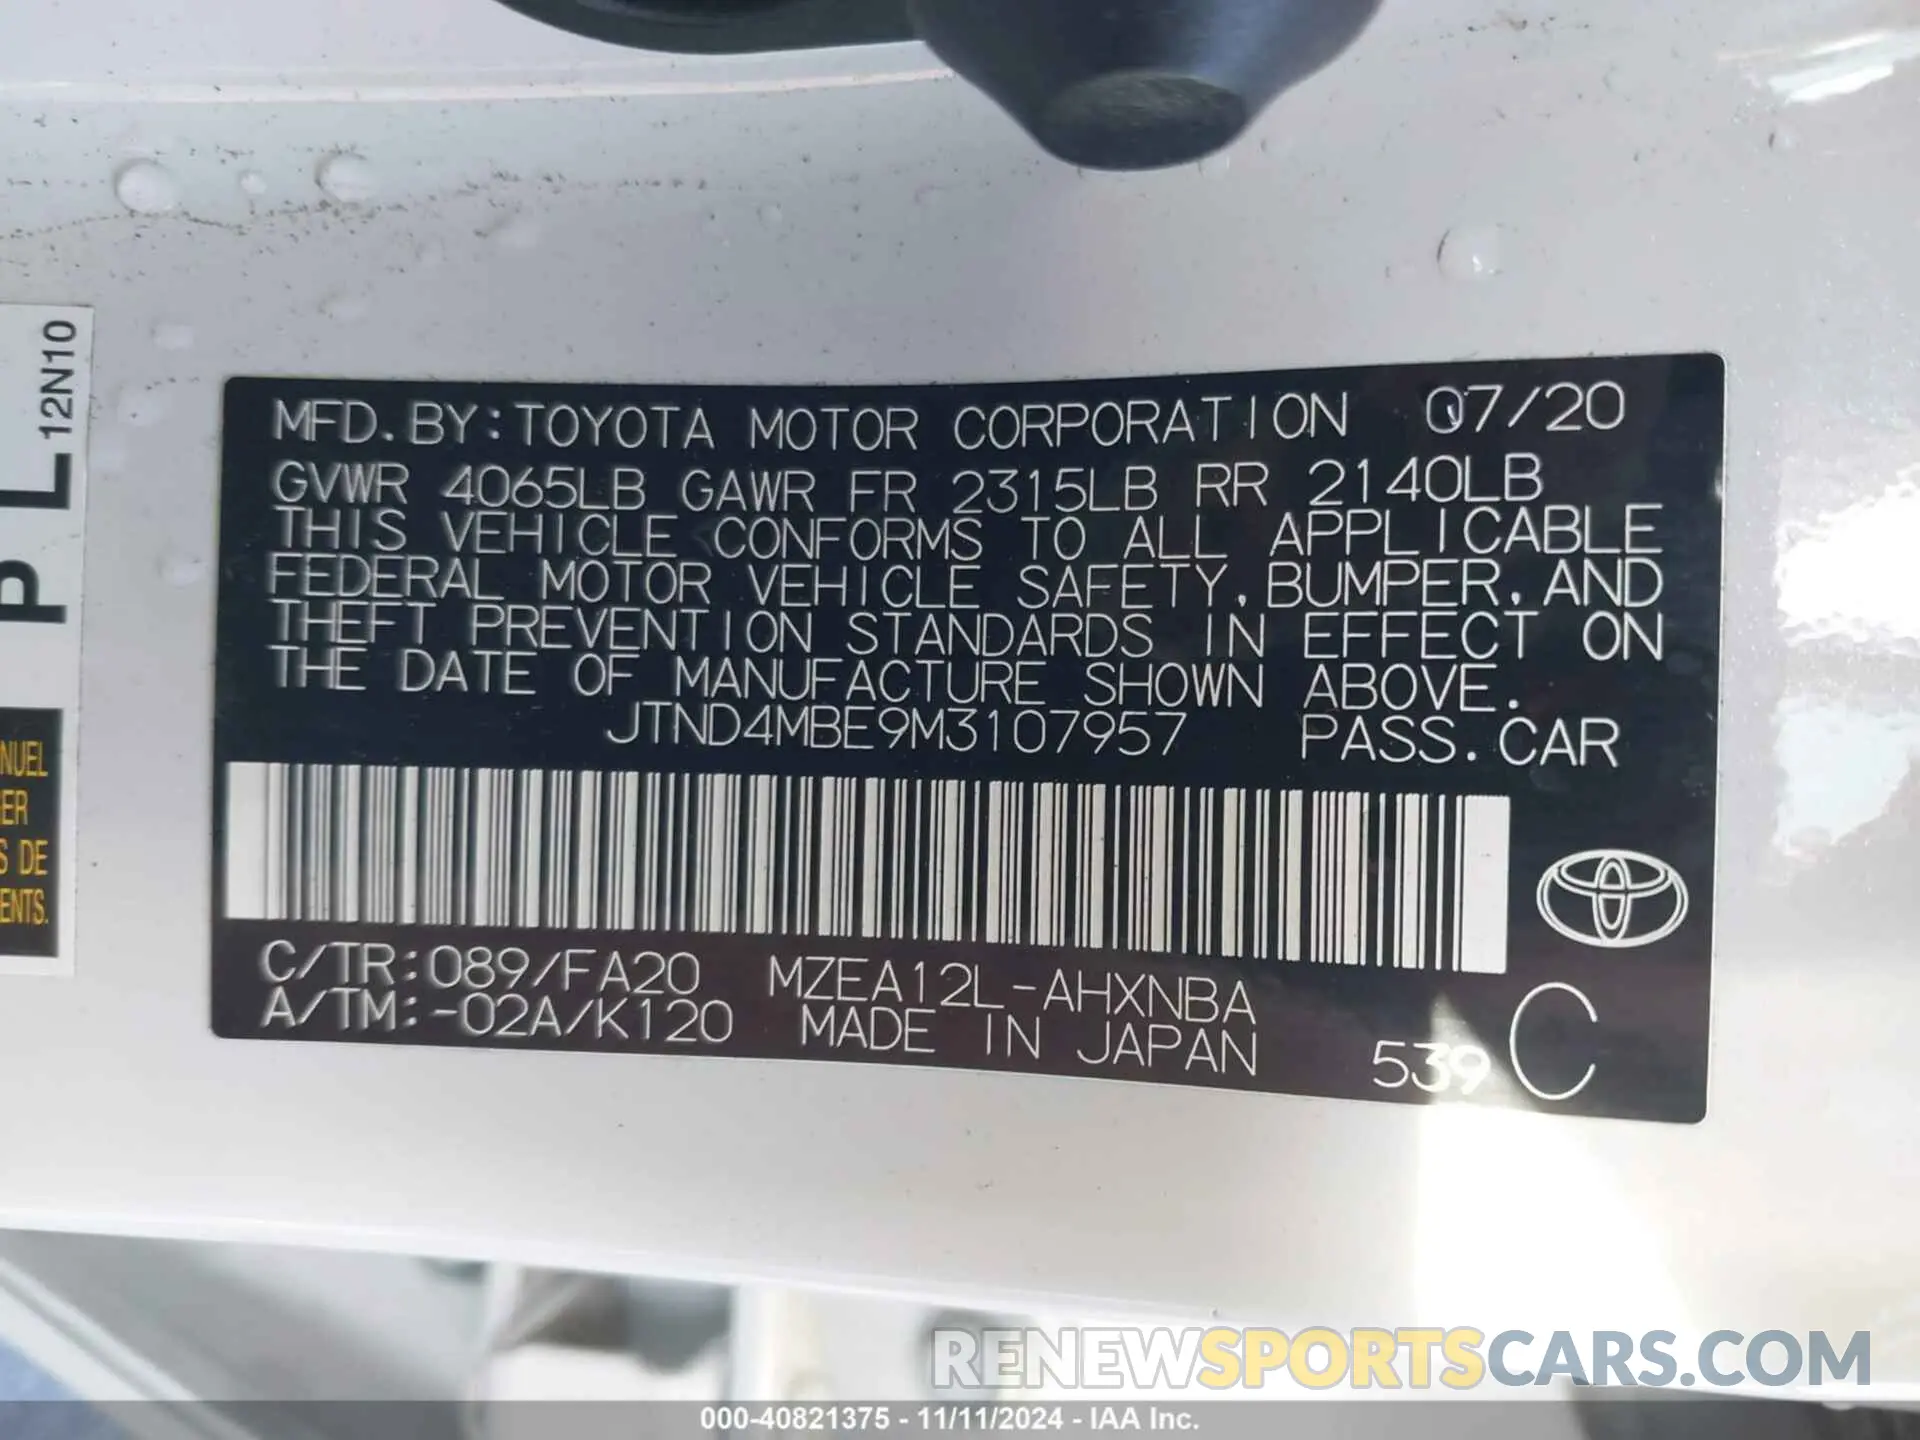 MFD.BY:TOYOTA MOTOR CORPORATION 07/20
GVWR 4065LB GAWR FR 2315LB RR 2140LB
THIS VEHICLE CONFORMS TO ALL APPLICABLE
FEDERAL MOTOR VEHICLE SAFETY,BUMPER,AND
THEFT PREVENTION STANDARDS IN EFFECT ON
THE DATE OF MANUFACTURE SHOWN ABOVE.
JTND4MBE9M3107957 PASS.CAR
C/TR:089/FA20 MZEA12L-AHXNBA
A/TM:-02A/K120 MADE IN JAPAN
539 C
P L 12N10
NUEL
ER
S DE
ENTS.
RENEWSPORTSCARS.COM
000-40821375 - 11/11/2024 - IAA Inc.